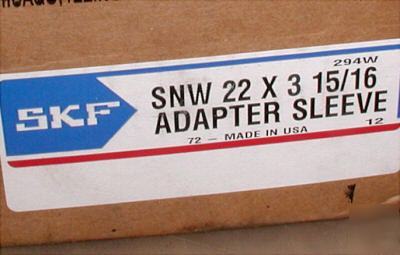 294W
SKF
SNW 22 X 3 15/16
ADAPTER SLEEVE
72 — MADE IN USA
12